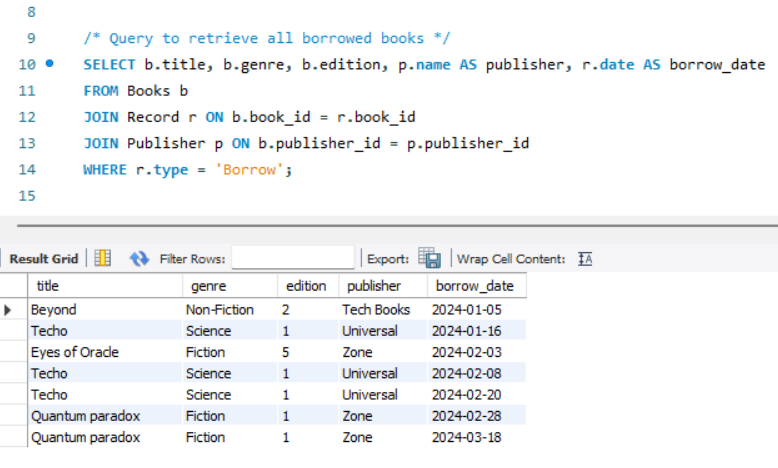 8
9 /* Query to retrieve all borrowed books */
10 SELECT b.title, b.genre, b.edition, p.name AS publisher, r.date AS borrow_date
11 FROM Books b
12 JOIN Record r ON b.book_id = r.book_id
13 JOIN Publisher p ON b.publisher_id = p.publisher_id
14 WHERE r.type = 'Borrow';
15
Result Grid Filter Rows: Export: Wrap Cell Content: IA
title genre edition publisher borrow_date
Beyond Non-Fiction 2 Tech Books 2024-01-05
Techo Science 1 Universal 2024-01-16
Eyes of Oracle Fiction 5 Zone 2024-02-03
Techo Science 1 Universal 2024-02-08
Techo Science 1 Universal 2024-02-20
Quantum paradox Fiction 1 Zone 2024-02-28
Quantum paradox Fiction 1 Zone 2024-03-18